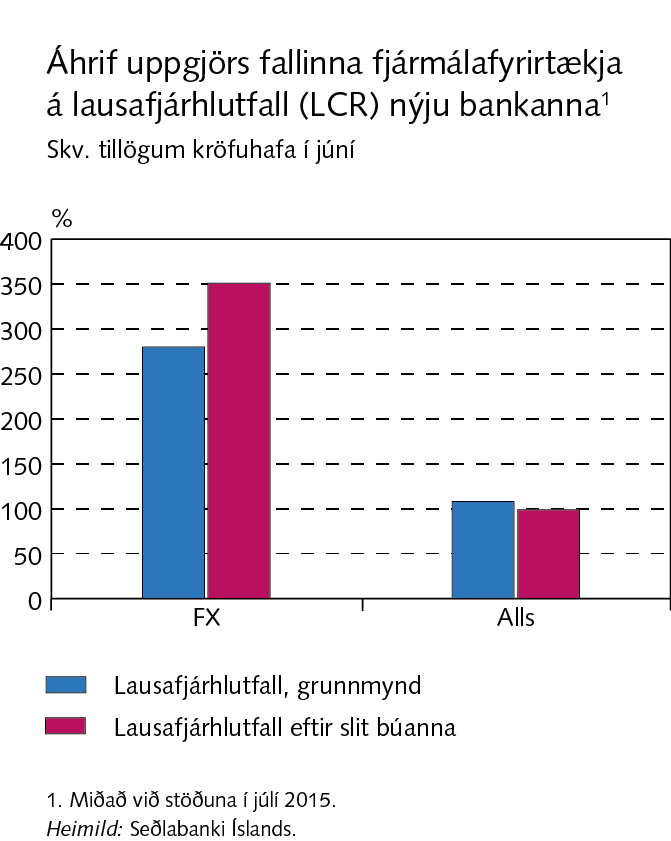 Áhrif uppgjörs fallinna fjármálafyrirtækja
á lausafjárhlutfall (LCR) nýju bankanna¹
Skv. tillögum kröfuhafa í júní
%
400
350
300
250
200
150
100
50
0
FX Alls
Lausafjárhlutfall, grunnmynd
Lausafjárhlutfall eftir slit búanna
1. Miðað við stöðuna í júlí 2015.
Heimild: Seðlabanki Íslands.